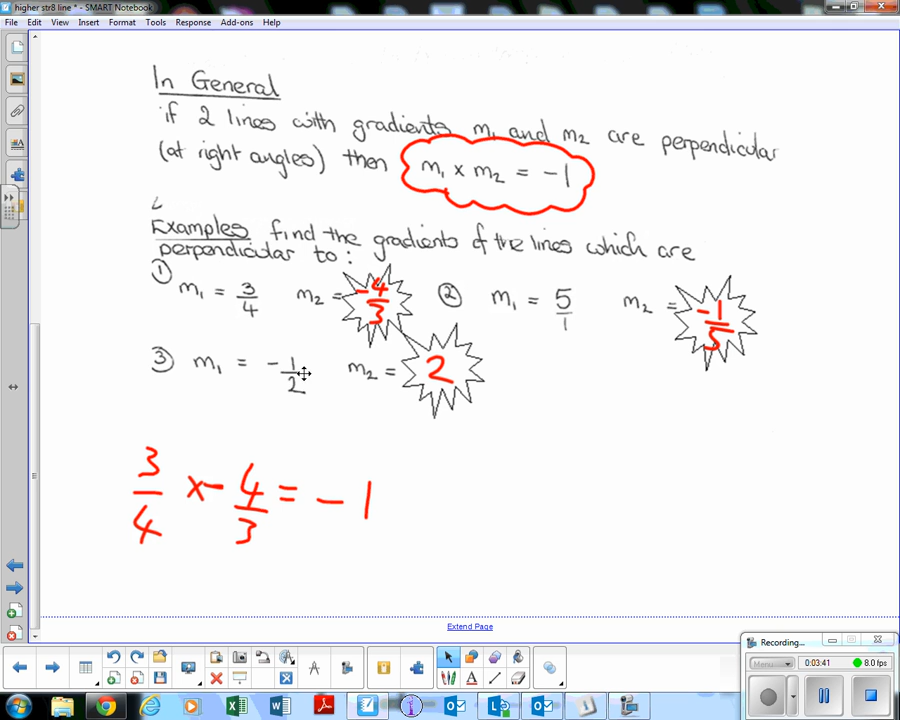 higher str8 line * - SMART Notebook
File Edit View Insert Format Tools Response Add-ons Help
In General
if 2 lines with gradients m₁ and m₂ are perpendicular
(at right angles) then m₁ x m₂ = -1
Examples find the gradients of the lines which are
perpendicular to:
① m₁ = 3/4 m₂ = -4/3 ② m₁ = 5/1 m₂ = -1/5
③ m₁ = -1/2 m₂ = 2
3/4 x -4/3 = -1
Extend Page
Recording...
Menu 00:03:41 8.0 fps